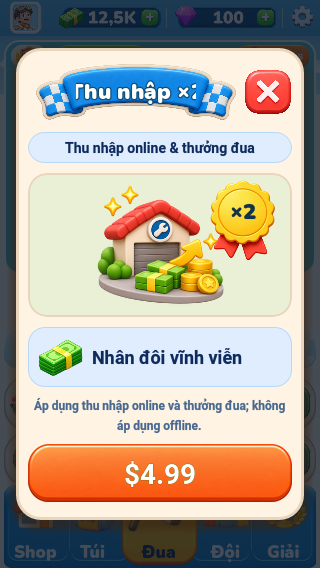 12,5K
100
Thu nhập ×2
Thu nhập online & thưởng đua
×2
Nhân đôi vĩnh viễn
Áp dụng thu nhập online và thưởng đua; không
áp dụng offline.
$4.99
Shop Túi Đua Đội Giải